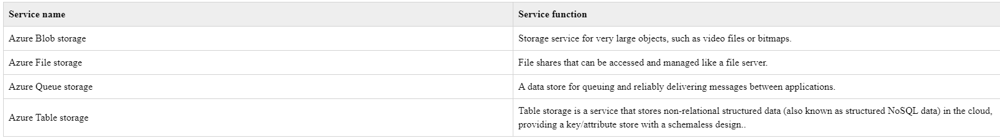 Service name
Service function
Azure Blob storage
Storage service for very large objects, such as video files or bitmaps.
Azure File storage
File shares that can be accessed and managed like a file server.
Azure Queue storage
A data store for queuing and reliably delivering messages between applications.
Azure Table storage
Table storage is a service that stores non-relational structured data (also known as structured NoSQL data) in the cloud,
providing a key/attribute store with a schemaless design..